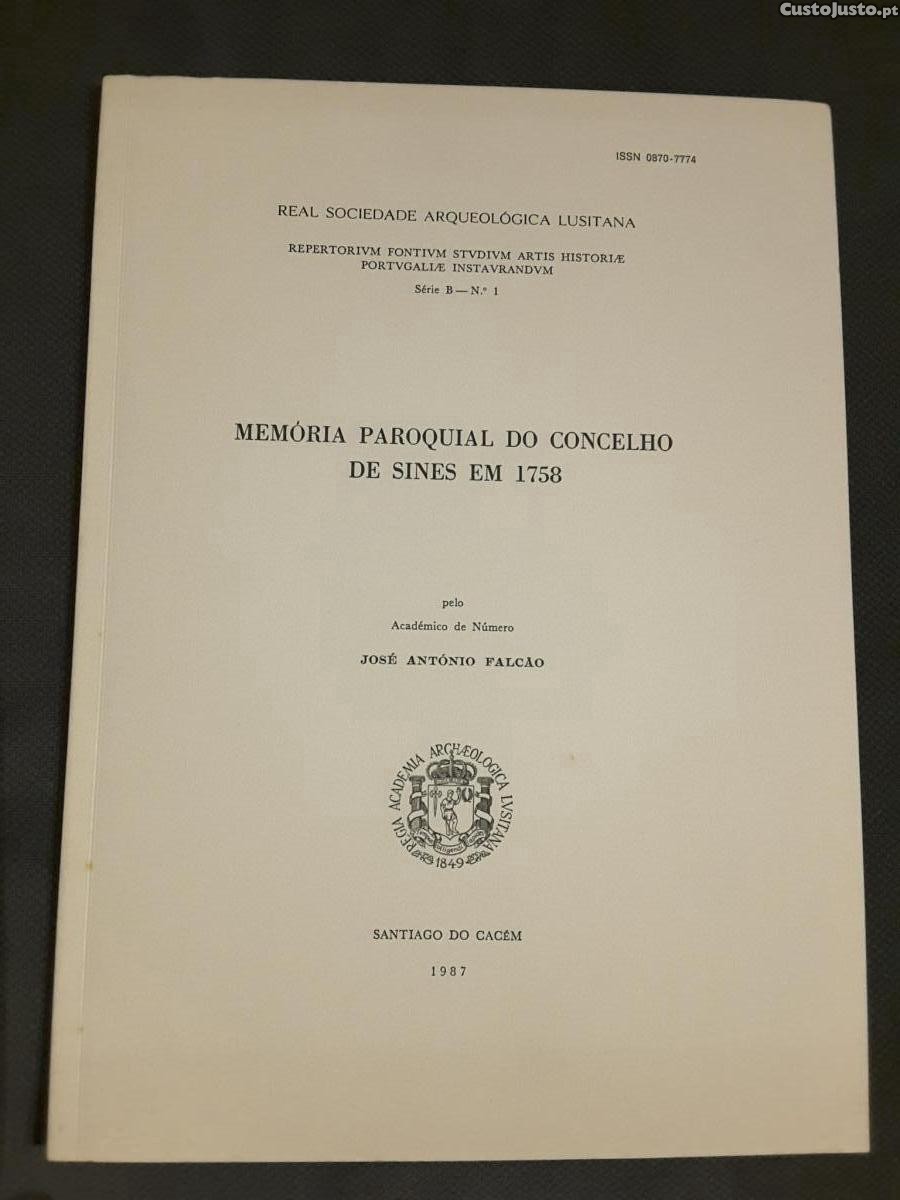 CustoJusto.pt
ISSN 0870-7774
REAL SOCIEDADE ARQUEOLÓGICA LUSITANA
REPERTORIVM FONTIVM STVDIVM ARTIS HISTORIÆ
PORTVGALIÆ INSTAVRANDVM
Série B — N.º 1
MEMÓRIA PAROQUIAL DO CONCELHO
DE SINES EM 1758
pelo
Académico de Número
JOSÉ ANTÓNIO FALCÃO
REGIA ACADEMIA ARCHÆOLOGICA LVSITANA
1849
SANTIAGO DO CACÉM
1987